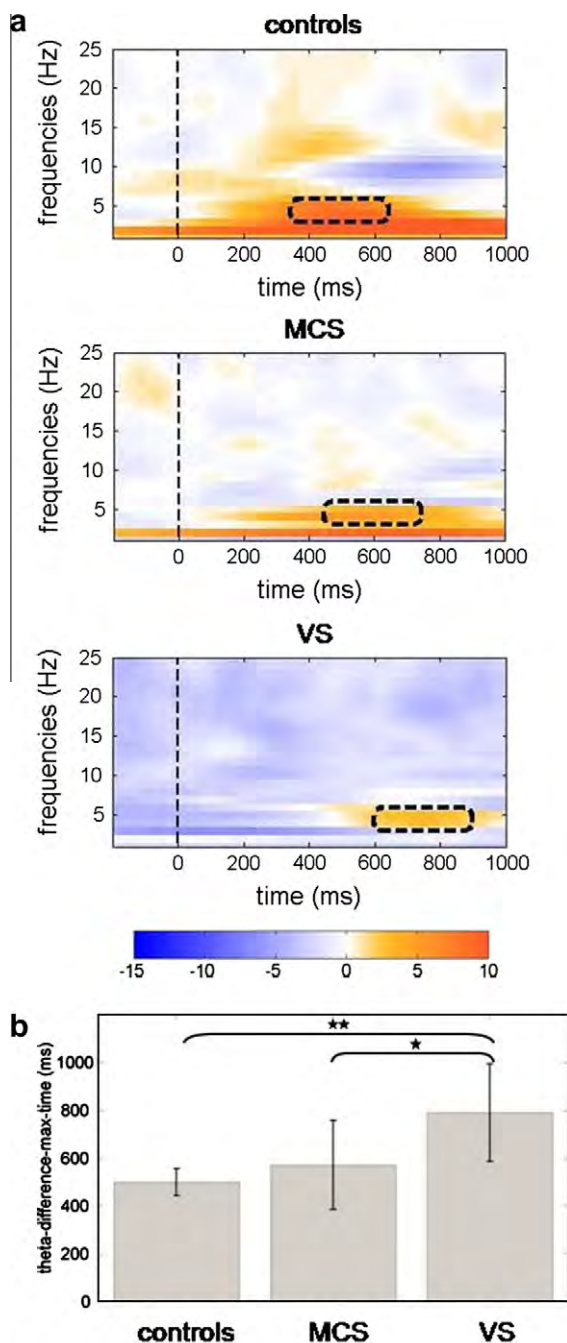 a
controls
frequencies (Hz)
25
20
15
10
5
0 200 400 600 800 1000
time (ms)
MCS
frequencies (Hz)
25
20
15
10
5
0 200 400 600 800 1000
time (ms)
VS
frequencies (Hz)
25
20
15
10
5
0 200 400 600 800 1000
time (ms)
-15 -10 -5 0 5 10
b
★★
★
theta-difference-max-time (ms)
1000
800
600
400
200
0
controls MCS VS